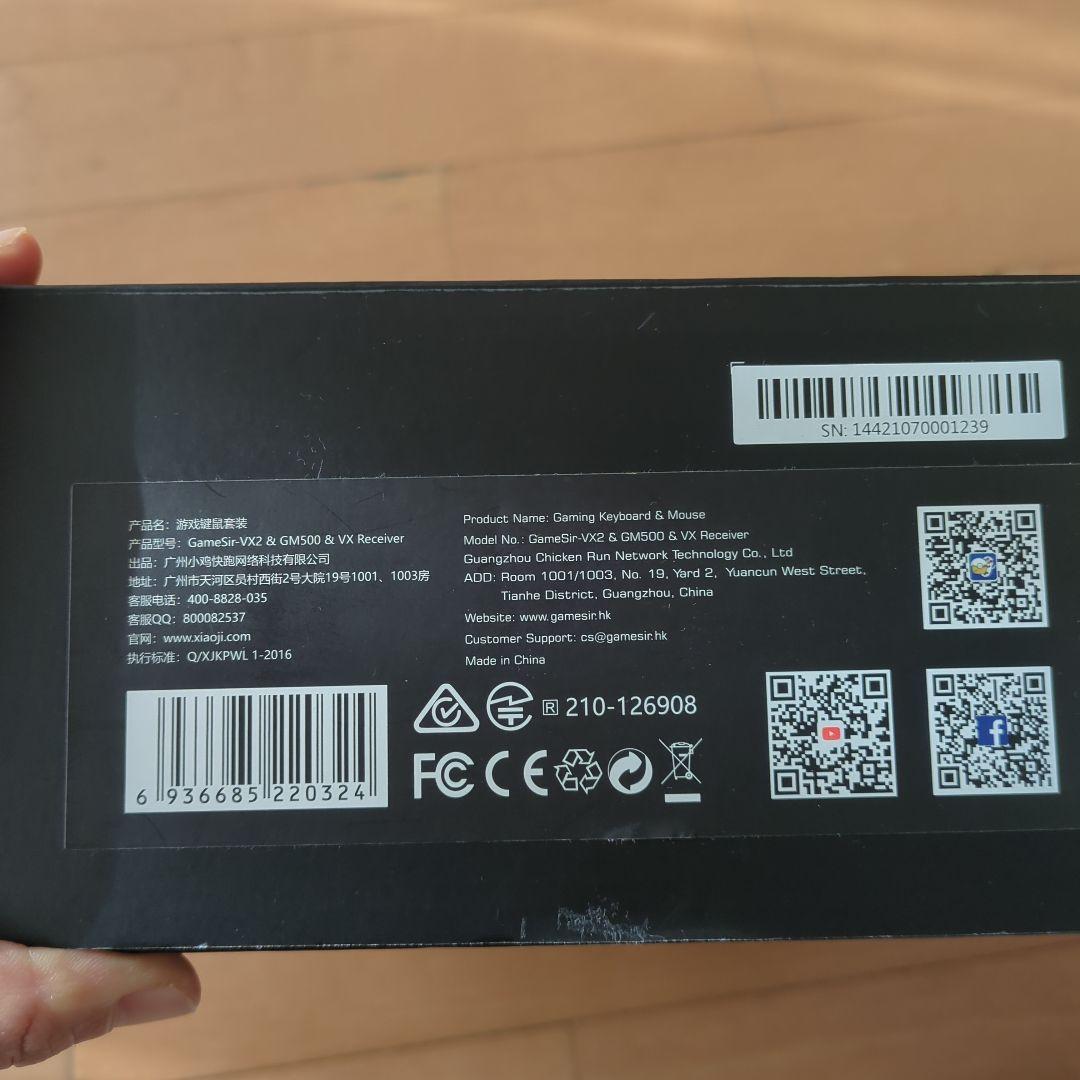 SN: 14421070001239
产品名：游戏键鼠套装
产品型号：GameSir-VX2 & GM500 & VX Receiver
出品：广州小鸡快跑网络科技有限公司
地址：广州市天河区员村西街2号大院19号1001、1003房
客服电话：400-8828-035
客服QQ：800082537
官网：www.xiaoji.com
执行标准：Q/XJKPWL 1-2016
Product Name: Gaming Keyboard & Mouse
Model No.: GameSir-VX2 & GM500 & VX Receiver
Guangzhou Chicken Run Network Technology Co., Ltd
ADD: Room 1001/1003, No. 19, Yard 2, Yuancun West Street,
Tianhe District, Guangzhou, China
Website: www.gamesir.hk
Customer Support: cs@gamesir.hk
Made in China
R 210-126908
FC CE
6 936685 220324
f